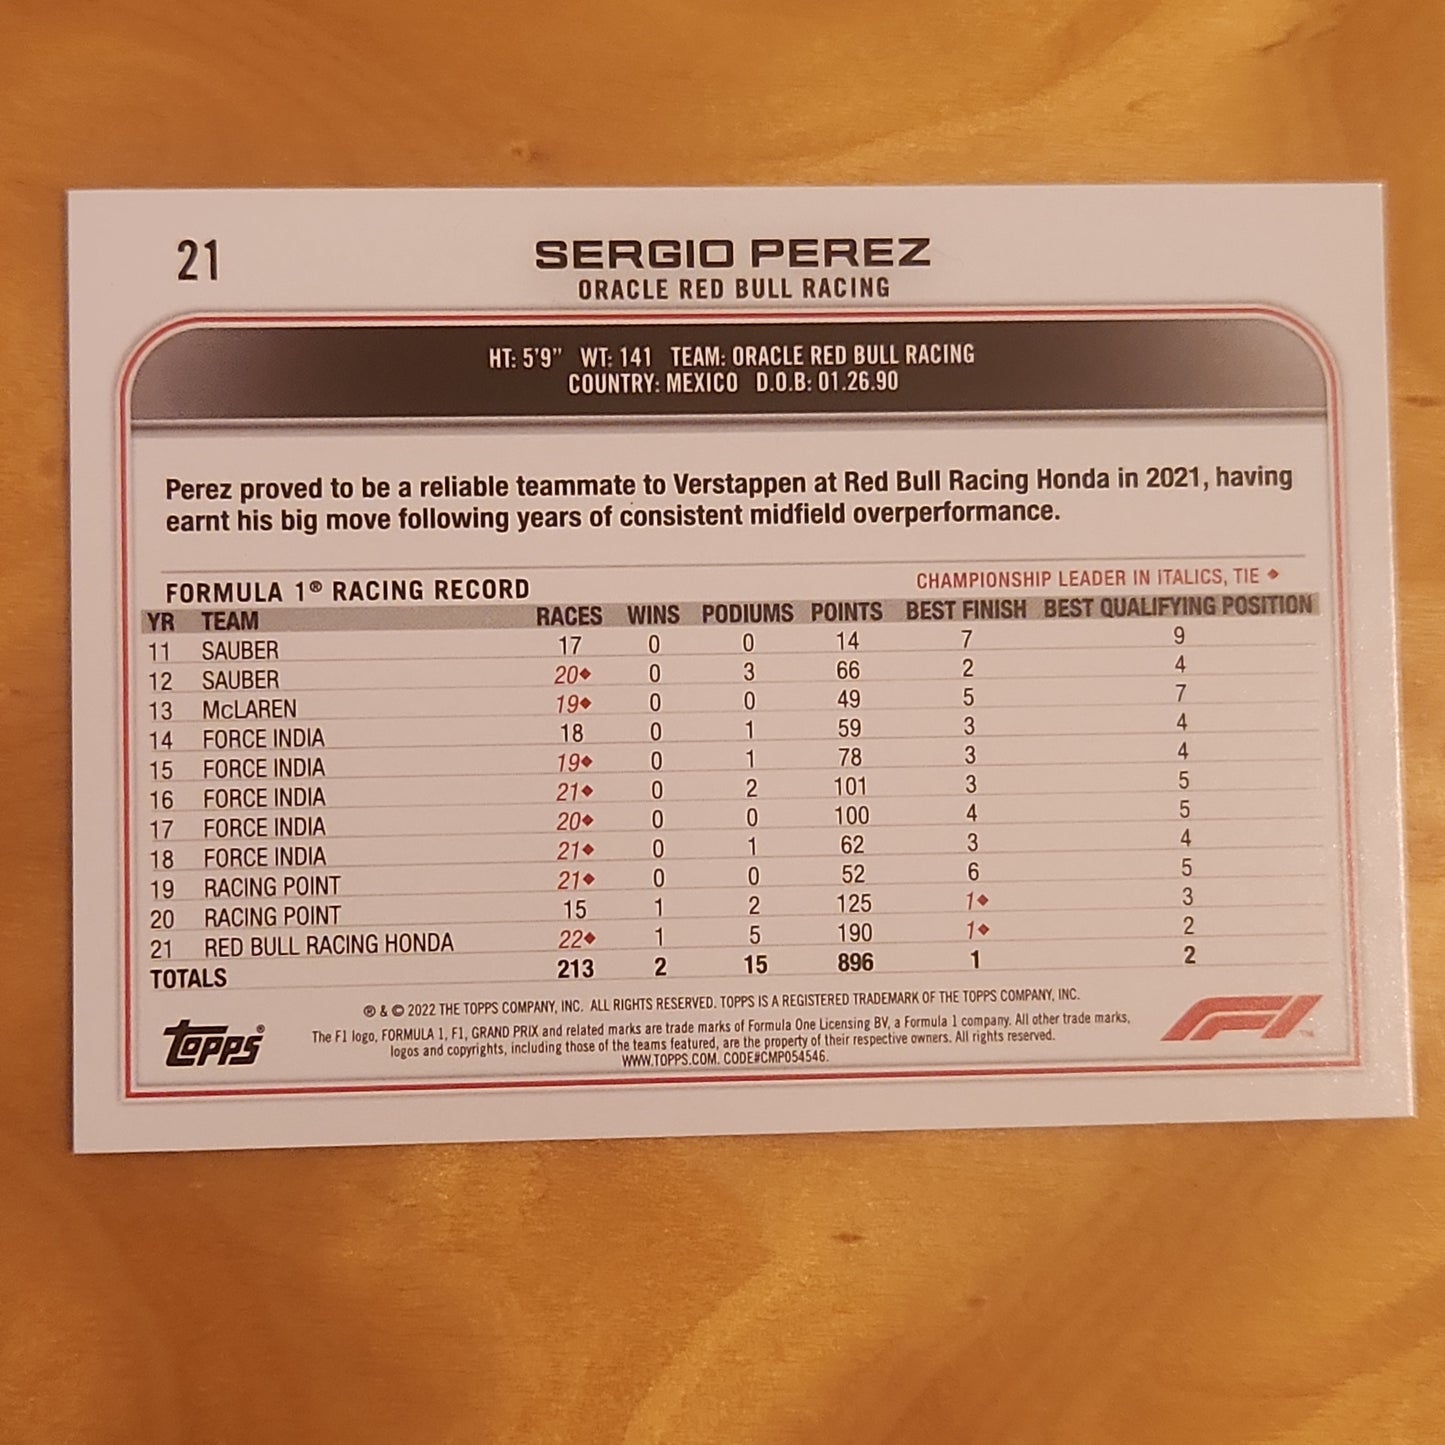 21
SERGIO PEREZ
ORACLE RED BULL RACING
HT: 5'9" WT: 141 TEAM: ORACLE RED BULL RACING
COUNTRY: MEXICO D.O.B: 01.26.90
Perez proved to be a reliable teammate to Verstappen at Red Bull Racing Honda in 2021, having
earnt his big move following years of consistent midfield overperformance.
FORMULA 1® RACING RECORD CHAMPIONSHIP LEADER IN ITALICS, TIE ◆
YR TEAM RACES WINS PODIUMS POINTS BEST FINISH BEST QUALIFYING POSITION
11 SAUBER 17 0 0 14 7 9
12 SAUBER 20◆ 0 3 66 2 4
13 McLAREN 19◆ 0 0 49 5 7
14 FORCE INDIA 18 0 1 59 3 4
15 FORCE INDIA 19◆ 0 1 78 3 4
16 FORCE INDIA 21◆ 0 2 101 3 5
17 FORCE INDIA 20◆ 0 0 100 4 5
18 FORCE INDIA 21◆ 0 1 62 3 4
19 RACING POINT 21◆ 0 0 52 6 5
20 RACING POINT 15 1 2 125 1◆ 3
21 RED BULL RACING HONDA 22◆ 1 5 190 1◆ 2
TOTALS 213 2 15 896 1 2
® & © 2022 THE TOPPS COMPANY, INC. ALL RIGHTS RESERVED. TOPPS IS A REGISTERED TRADEMARK OF THE TOPPS COMPANY, INC.
The F1 logo, FORMULA 1, F1, GRAND PRIX and related marks are trade marks of Formula One Licensing BV, a Formula 1 company. All other trade marks,
logos and copyrights, including those of the teams featured, are the property of their respective owners. All rights reserved.
WWW.TOPPS.COM. CODE#CMP054546.
Topps®
F1™